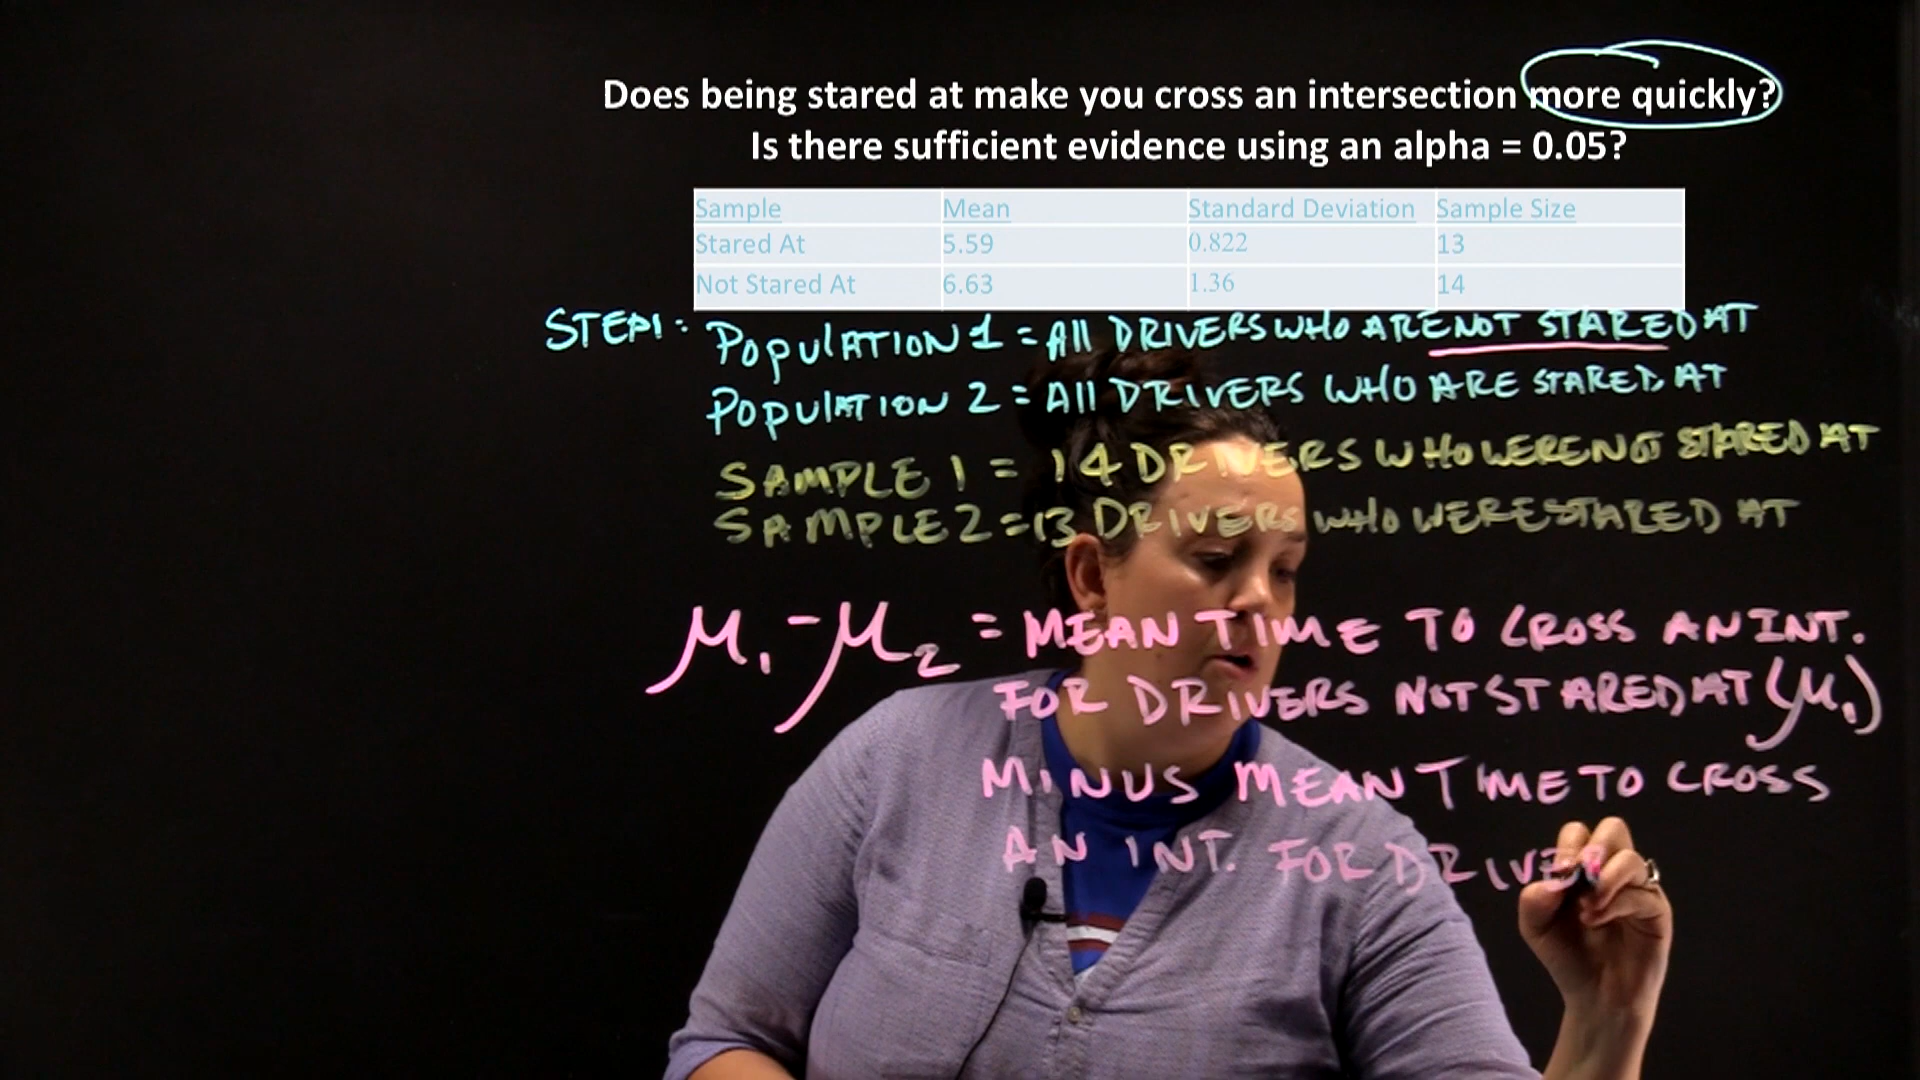 Does being stared at make you cross an intersection more quickly?
Is there sufficient evidence using an alpha = 0.05?
Sample Mean Standard Deviation Sample Size
Stared At 5.59 0.822 13
Not Stared At 6.63 1.36 14
STEP1: POPULATION 1 = All DRIVERS WHO ARE NOT STARED AT
POPULATION 2 = All DRIVERS WHO ARE STARED AT
SAMPLE 1 = 14 DRIVERS WHO WERE NOT STARED AT
SAMPLE 2 = 13 DRIVERS WHO WERE STARED AT
μ₁ - μ₂ = MEAN TIME TO CROSS AN INT.
FOR DRIVERS NOT STARED AT (μ₁)
MINUS MEAN TIME TO CROSS
AN INT. FOR DRIVER